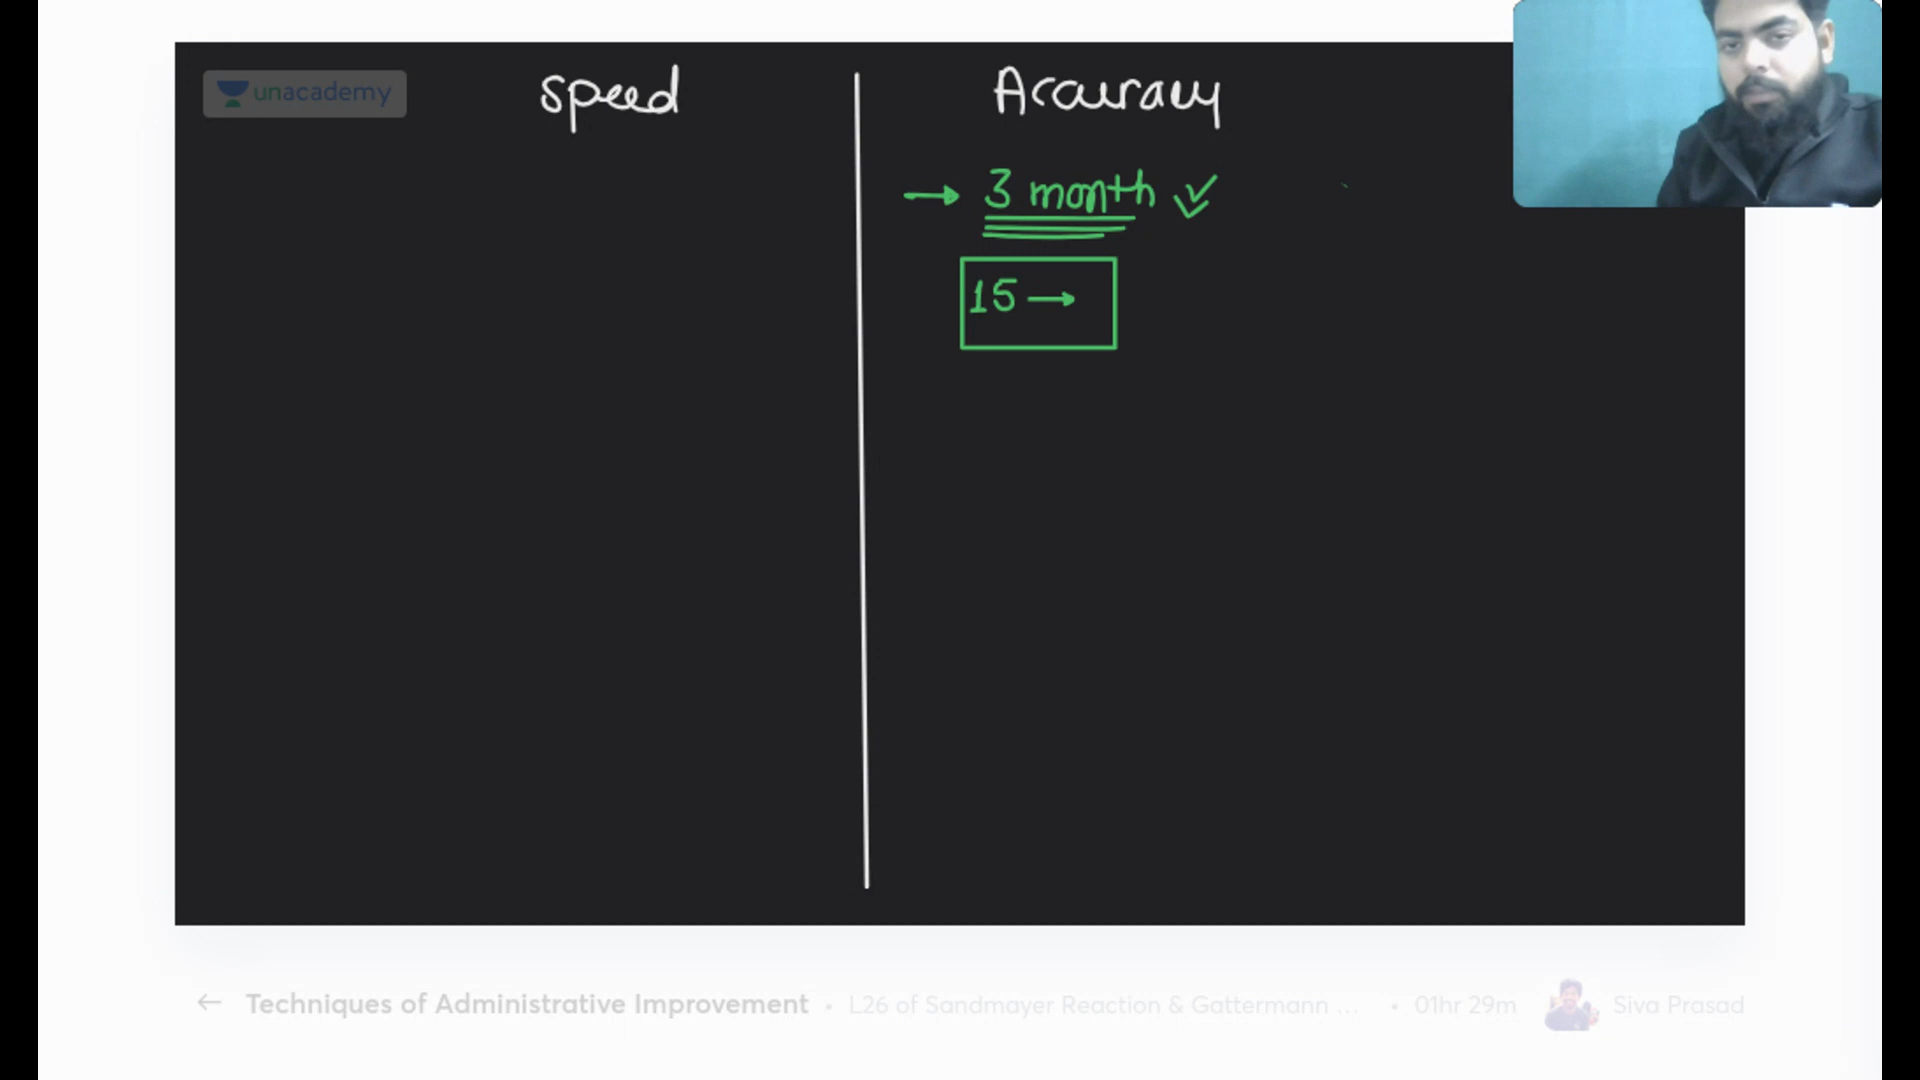 unacademy
speed
Accuracy
→ 3 month
15 →
← Techniques of Administrative Improvement • L26 of Sandmayer Reaction & Gattermann ... • 01hr 29m Siva Prasad